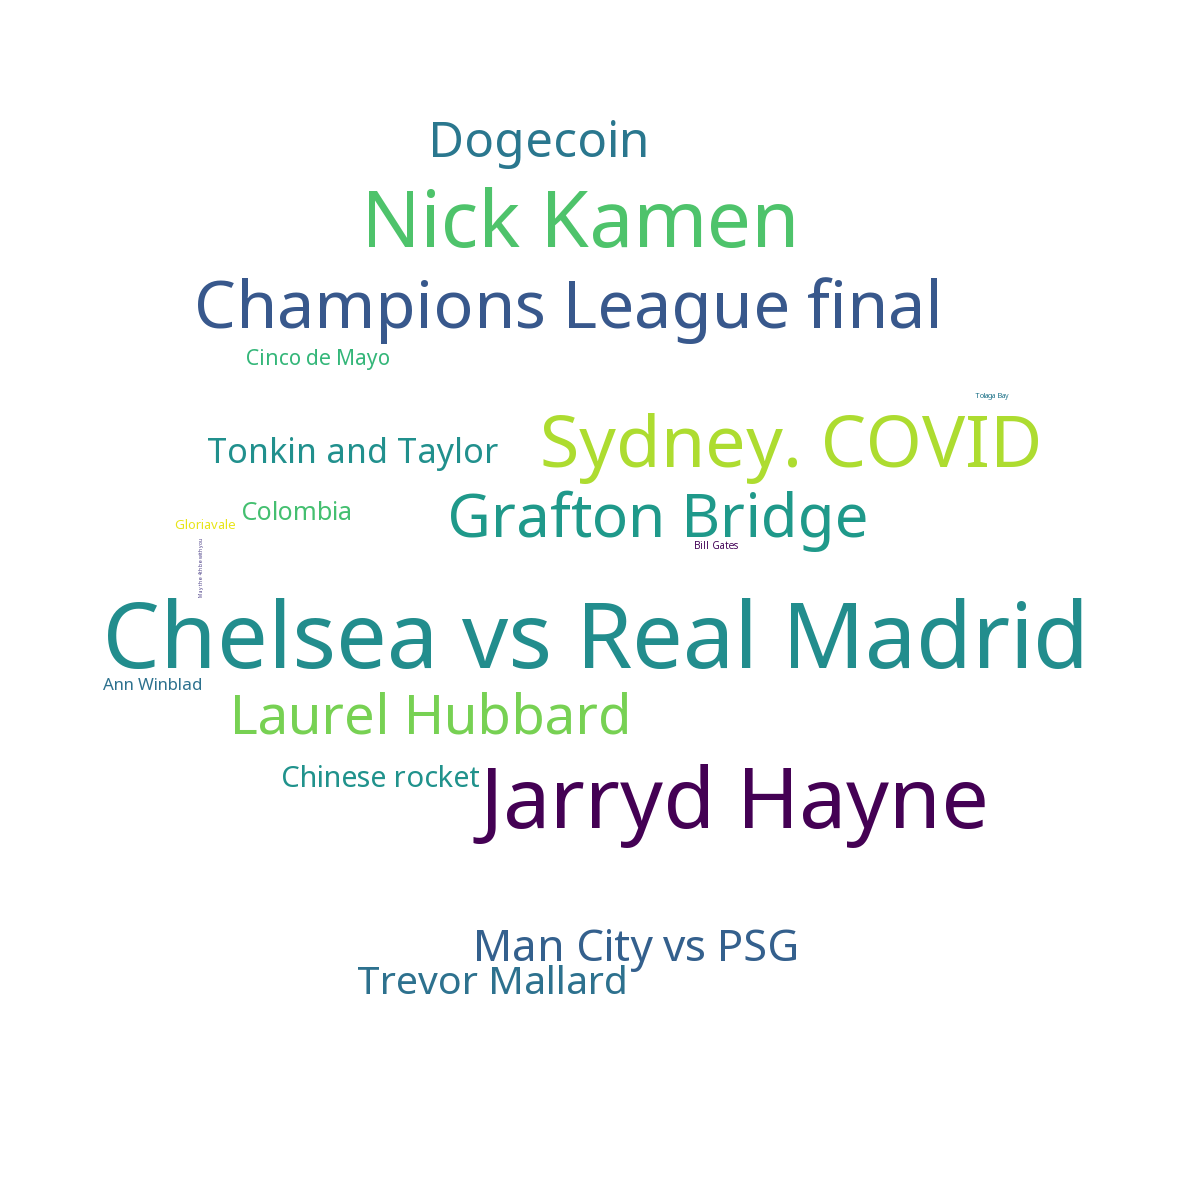 Dogecoin
Nick Kamen
Champions League final
Cinco de Mayo
Tolaga Bay
Sydney. COVID
Tonkin and Taylor
Grafton Bridge
Colombia
Gloriavale
Bill Gates
May the 4th be with you
Chelsea vs Real Madrid
Ann Winblad
Laurel Hubbard
Chinese rocket
Jarryd Hayne
Man City vs PSG
Trevor Mallard